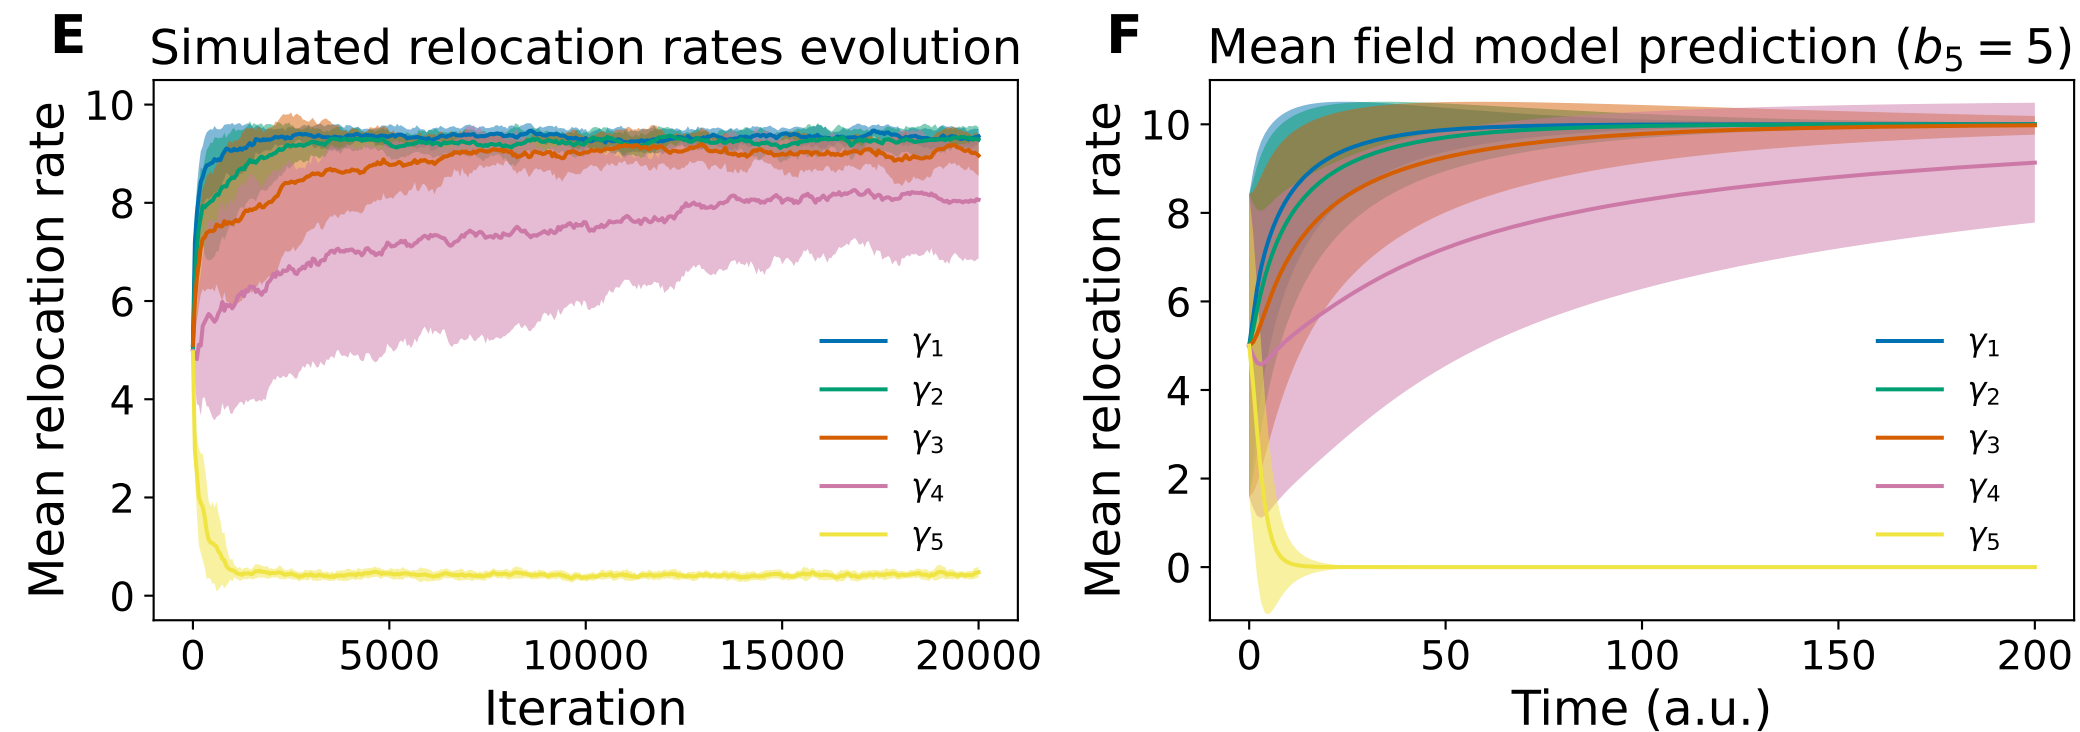 E
Simulated relocation rates evolution
Mean relocation rate
10
8
6
4
2
0
γ1
γ2
γ3
γ4
γ5
0 5000 10000 15000 20000
Iteration
F
Mean field model prediction (b5 = 5)
Mean relocation rate
10
8
6
4
2
0
γ1
γ2
γ3
γ4
γ5
0 50 100 150 200
Time (a.u.)